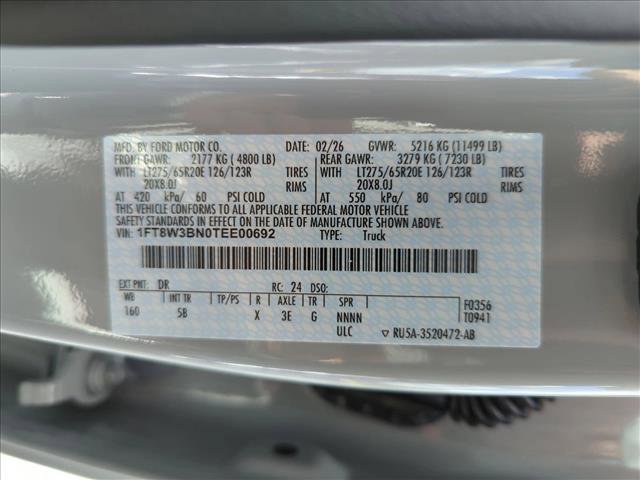 MFD. BY FORD MOTOR CO. 02/26 GVWR: 5216 KG (11499 LB)
FRONT GAWR: 2177 KG (4800 LB) REAR GAWR: 3279 KG (7230 LB)
WITH LT275/65R20E 126/123R TIRES WITH LT275/65R20E 126/123R TIRES
20X8.0J RIMS 20X8.0J RIMS
AT 420 kPa/ 60 PSI COLD AT 550 kPa/ 80 PSI COLD
THIS VEHICLE CONFORMS TO ALL APPLICABLE FEDERAL MOTOR VEHICLE
SAFETY STANDARDS IN EFFECT ON THE DATE OF MANUFACTURE SHOWN ABOVE.
VIN: 1FT8W3BN0TEE00692 TYPE: Truck
EXT PNT: DR RC: 24 DSO:
WB INT TR TP/PS R AXLE TR SPR F0356
160 5B X 3E G NNNN T0941
ULC ▽ RU5A-3520472-AB